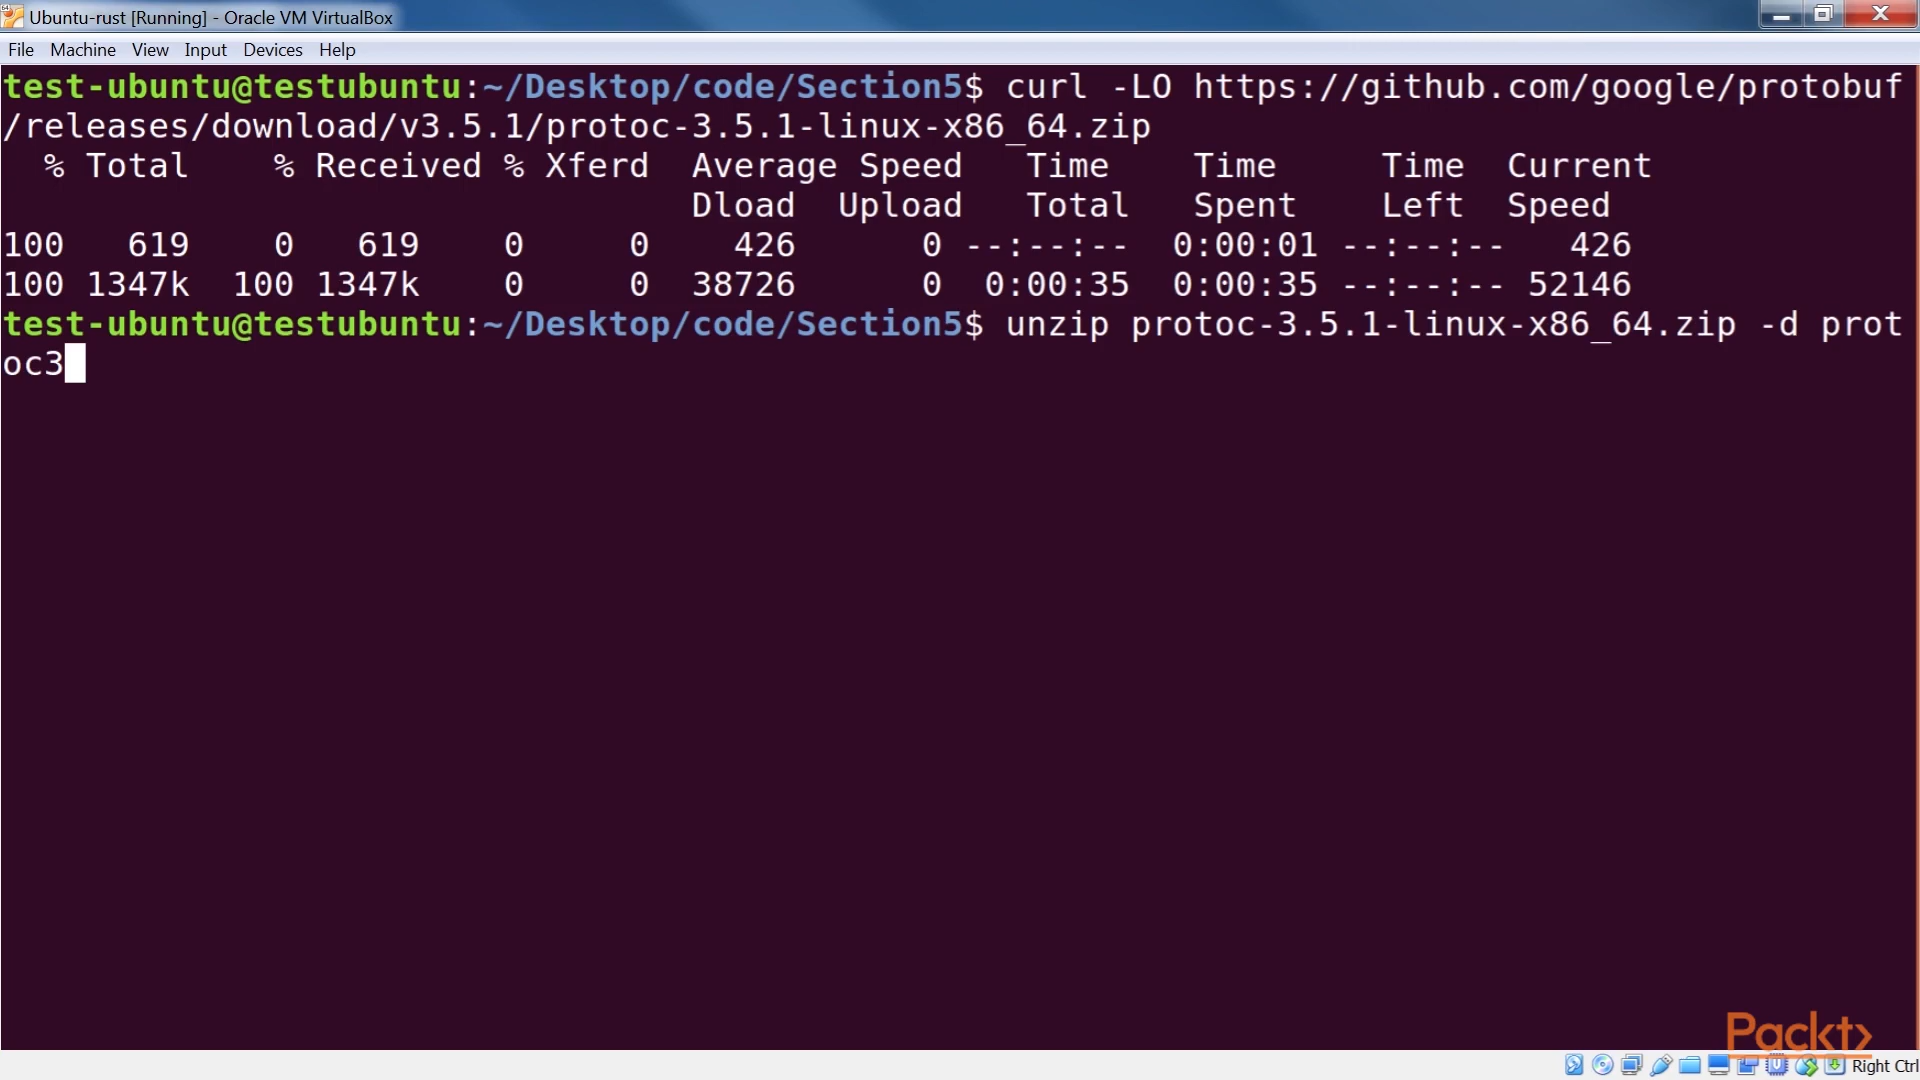 Ubuntu-rust [Running] - Oracle VM VirtualBox
File Machine View Input Devices Help
test-ubuntu@testubuntu:~/Desktop/code/Section5$ curl -LO https://github.com/google/protobuf
/releases/download/v3.5.1/protoc-3.5.1-linux-x86_64.zip
% Total % Received % Xferd Average Speed Time Time Time Current
Dload Upload Total Spent Left Speed
100 619 0 619 0 0 426 0 --:--:-- 0:00:01 --:--:-- 426
100 1347k 100 1347k 0 0 38726 0 0:00:35 0:00:35 --:--:-- 52146
test-ubuntu@testubuntu:~/Desktop/code/Section5$ unzip protoc-3.5.1-linux-x86_64.zip -d prot
oc3
Packt>
Right Ctrl